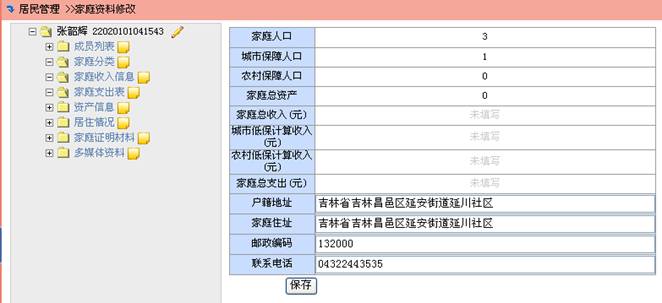 居民管理 >>家庭资料修改
张韶辉 22020101041543
成员列表
家庭分类
家庭收入信息
家庭支出表
资产信息
居住情况
家庭证明材料
多媒体资料
家庭人口 3
城市保障人口 1
农村保障人口 0
家庭总资产 0
家庭总收入(元) 未填写
城市低保计算收入
(元) 未填写
农村低保计算收入
(元) 未填写
家庭总支出(元) 未填写
户籍地址 吉林省吉林昌邑区延安街道延川社区
家庭住址 吉林省吉林昌邑区延安街道延川社区
邮政编码 132000
联系电话 04322443535
保存